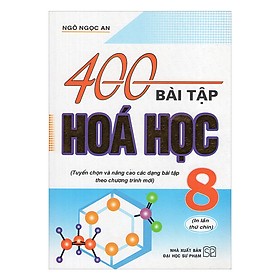 NGÔ NGỌC AN
400
BÀI TẬP
HOÁ HỌC
(Tuyển chọn và nâng cao các dạng bài tập
theo chương trình mới)
8
(In lần
thứ chín)
NHÀ XUẤT BẢN
ĐẠI HỌC SƯ PHẠM